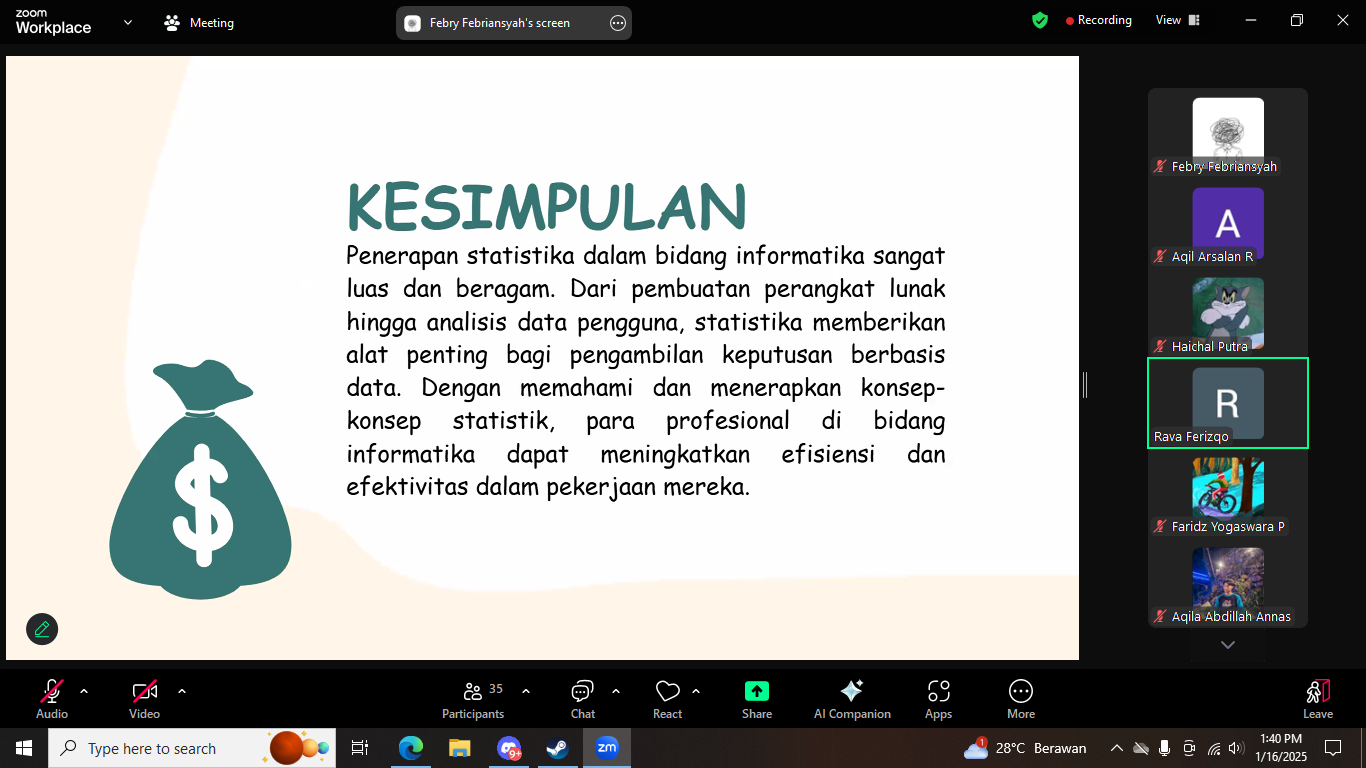 zoom
Workplace
Meeting
Febry Febriansyah's screen
Recording
View
KESIMPULAN
Penerapan statistika dalam bidang informatika sangat
luas dan beragam. Dari pembuatan perangkat lunak
hingga analisis data pengguna, statistika memberikan
alat penting bagi pengambilan keputusan berbasis
data. Dengan memahami dan menerapkan konsep-
konsep statistik, para profesional di bidang
informatika dapat meningkatkan efisiensi dan
efektivitas dalam pekerjaan mereka.
$
Febry Febriansyah
A
Aqil Arsalan R
Haichal Putra
R
Rava Ferizqo
Faridz Yogaswara P
Aqila Abdillah Annas
Audio
Video
35
Participants
Chat
React
Share
AI Companion
Apps
More
Leave
Type here to search
9+
zm
1
28°C Berawan
1:40 PM
1/16/2025